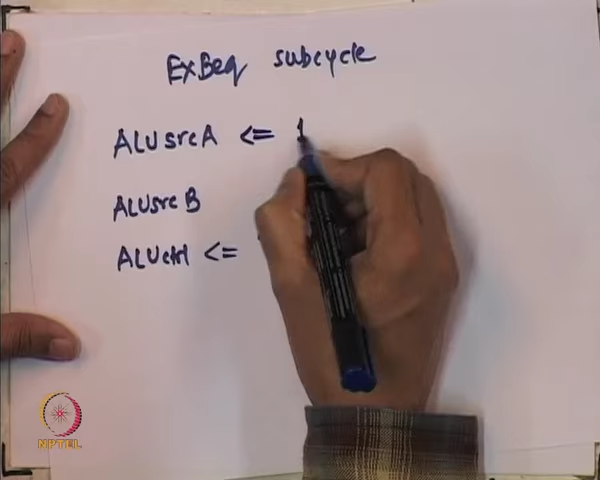 ExBeq subcycle
ALUsrcA <= 1
ALUsrcB
ALUctrl <=
NPTEL